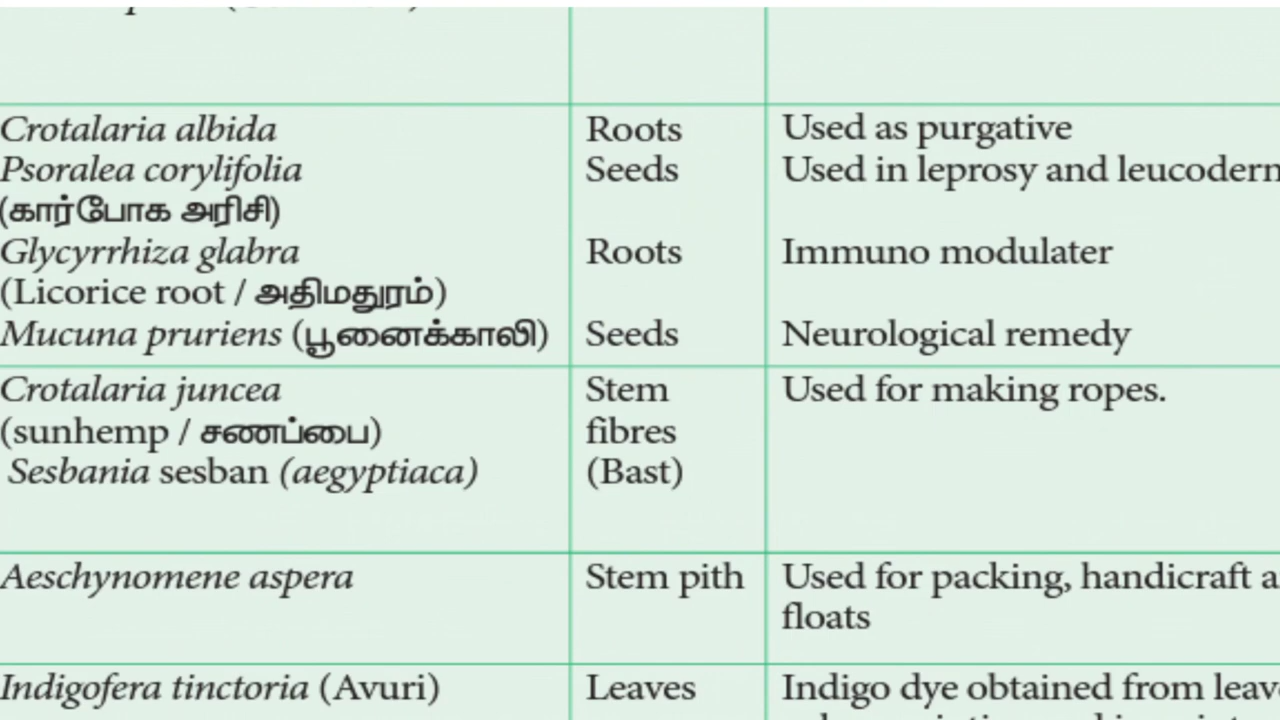 Crotalaria albida Roots Used as purgative
Psoralea corylifolia Seeds Used in leprosy and
(கார்போக அரிசி)
Glycyrrhiza glabra Roots Immuno modulater
(Licorice root / அதிமதுரம்)
Mucuna pruriens (பூனைக்காலி) Seeds Neurological remedy
Crotalaria juncea Stem Used for making ropes.
(sunhemp / சணப்பை) fibres
Sesbania sesban (aegyptiaca) (Bast)
Aeschynomene aspera Stem pith Used for packing, handicraft
floats
Indigofera tinctoria (Avuri) Leaves Indigo dye obtained from